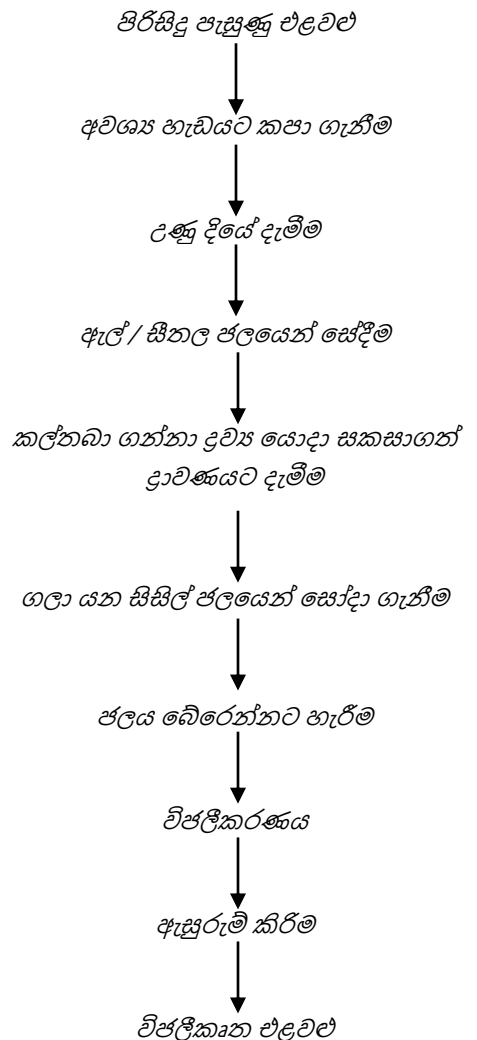 පිරිසිදු පැසුණු එළවළු
අවශ්‍ය හැඩයට කපා ගැනීම
උණු දියේ දැමීම
ඇල් / සීතල ජලයෙන් සේදීම
කල්තබා ගන්නා ද්‍රව්‍ය යොදා සකසාගත්
ද්‍රාවණයට දැමීම
ගලා යන සිසිල් ජලයෙන් සෝදා ගැනීම
ජලය බේරෙන්නට හැරීම
විජලීකරණය
ඇසුරුම් කිරිම
විජලීකෘත එළවළු